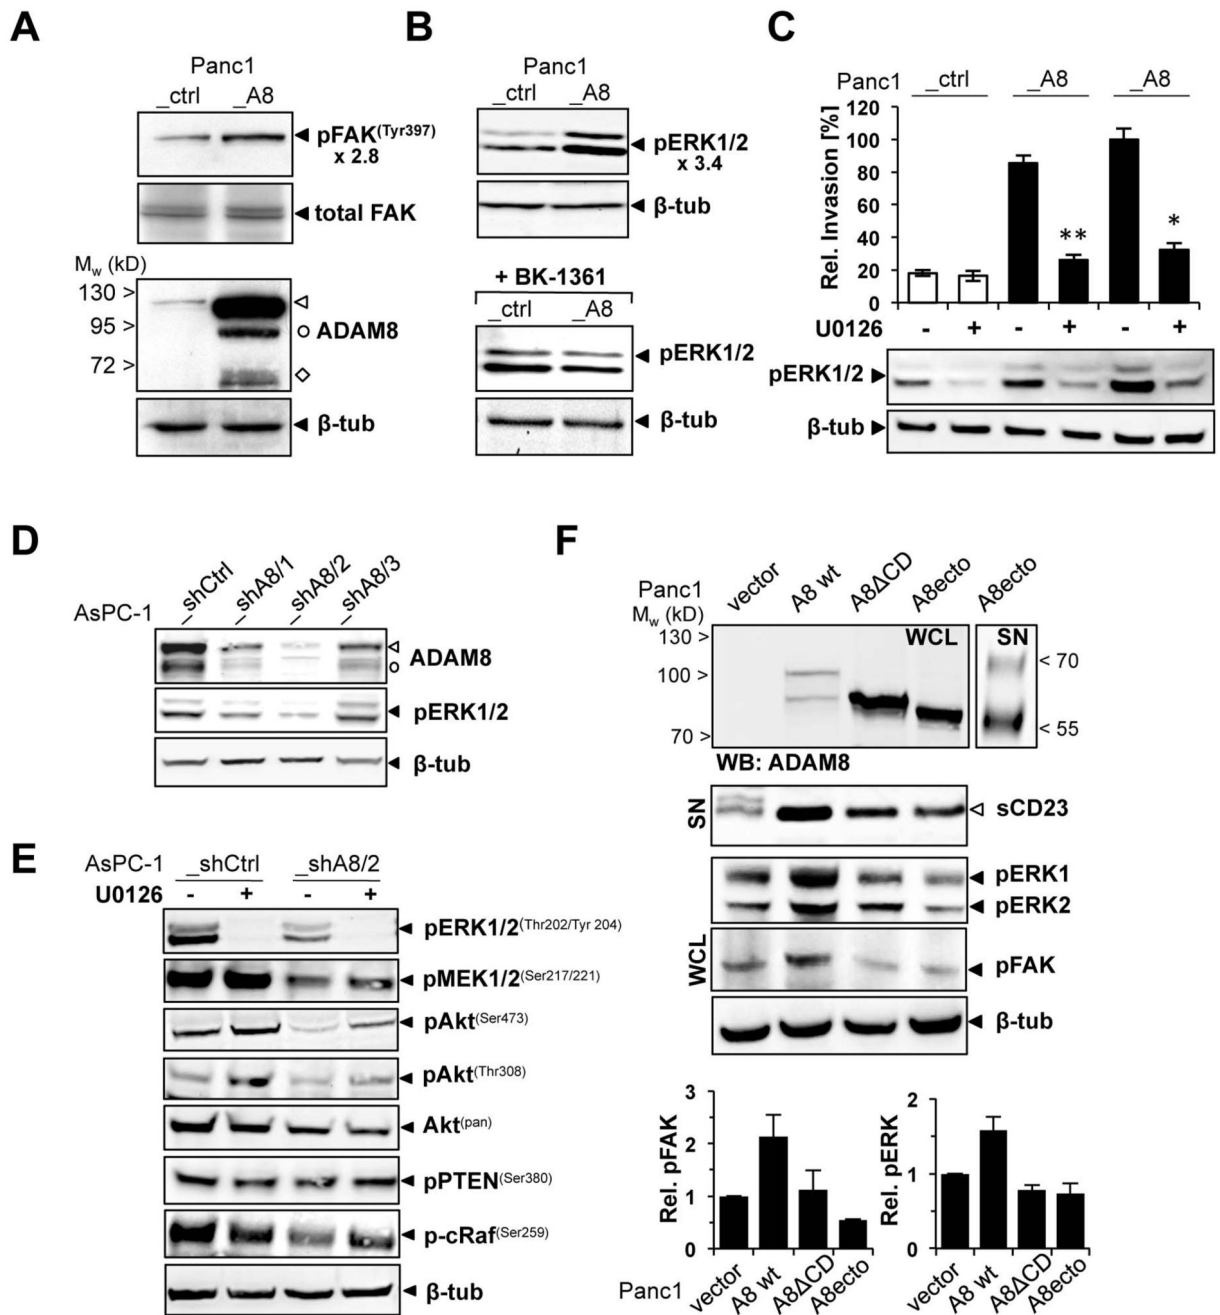 A
Panc1
_ctrl _A8
◄ pFAK(Tyr397)
x 2.8
◄ total FAK
Mw (kD)
130 >
95 >
ADAM8
72 >
◄ β-tub
B
Panc1
_ctrl _A8
pERK1/2
x 3.4
◄ β-tub
+ BK-1361
_ctrl _A8
◄ pERK1/2
◄ β-tub
C
Panc1 _ctrl _A8 _A8
Rel. Invasion [%]
120
100
80
60
40
20
0
** *
U0126 - + - + - +
pERK1/2 ►
β-tub ►
D
AsPC-1 _shCtrl _shA8/1 _shA8/2 _shA8/3
ADAM8
◄ pERK1/2
◄ β-tub
E
AsPC-1 _shCtrl _shA8/2
U0126 - + - +
◄ pERK1/2(Thr202/Tyr 204)
◄ pMEK1/2(Ser217/221)
◄ pAkt(Ser473)
◄ pAkt(Thr308)
◄ Akt(pan)
◄ pPTEN(Ser380)
◄ p-cRaf(Ser259)
◄ β-tub
F
Panc1 vector A8 wt A8ΔCD A8ecto A8ecto
Mw (kD)
130 >
100 >
70 >
WCL
SN
< 70
< 55
WB: ADAM8
SN
sCD23
◄ pERK1
◄ pERK2
WCL
◄ pFAK
◄ β-tub
Rel. pFAK
3
2
1
0
Panc1 vector A8 wt A8ΔCD A8ecto
Rel. pERK
2
1
0
vector A8 wt A8ΔCD A8ecto